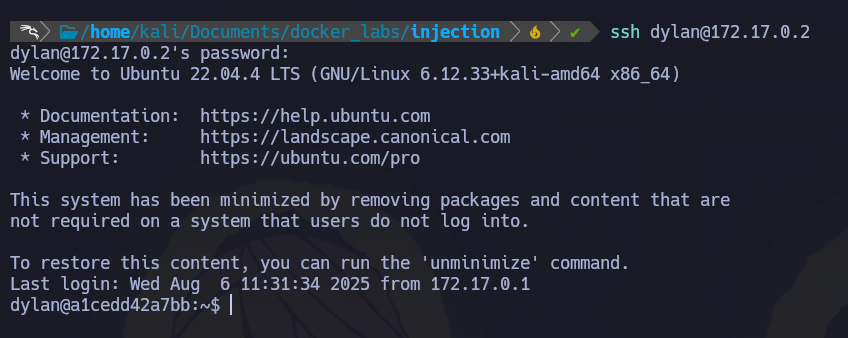 /home/kali/Documents/docker_labs/injection ✔ ssh dylan@172.17.0.2
dylan@172.17.0.2's password:
Welcome to Ubuntu 22.04.4 LTS (GNU/Linux 6.12.33+kali-amd64 x86_64)
* Documentation:  https://help.ubuntu.com
* Management:     https://landscape.canonical.com
* Support:        https://ubuntu.com/pro
This system has been minimized by removing packages and content that are
not required on a system that users do not log into.
To restore this content, you can run the 'unminimize' command.
Last login: Wed Aug  6 11:31:34 2025 from 172.17.0.1
dylan@a1cedd42a7bb:~$